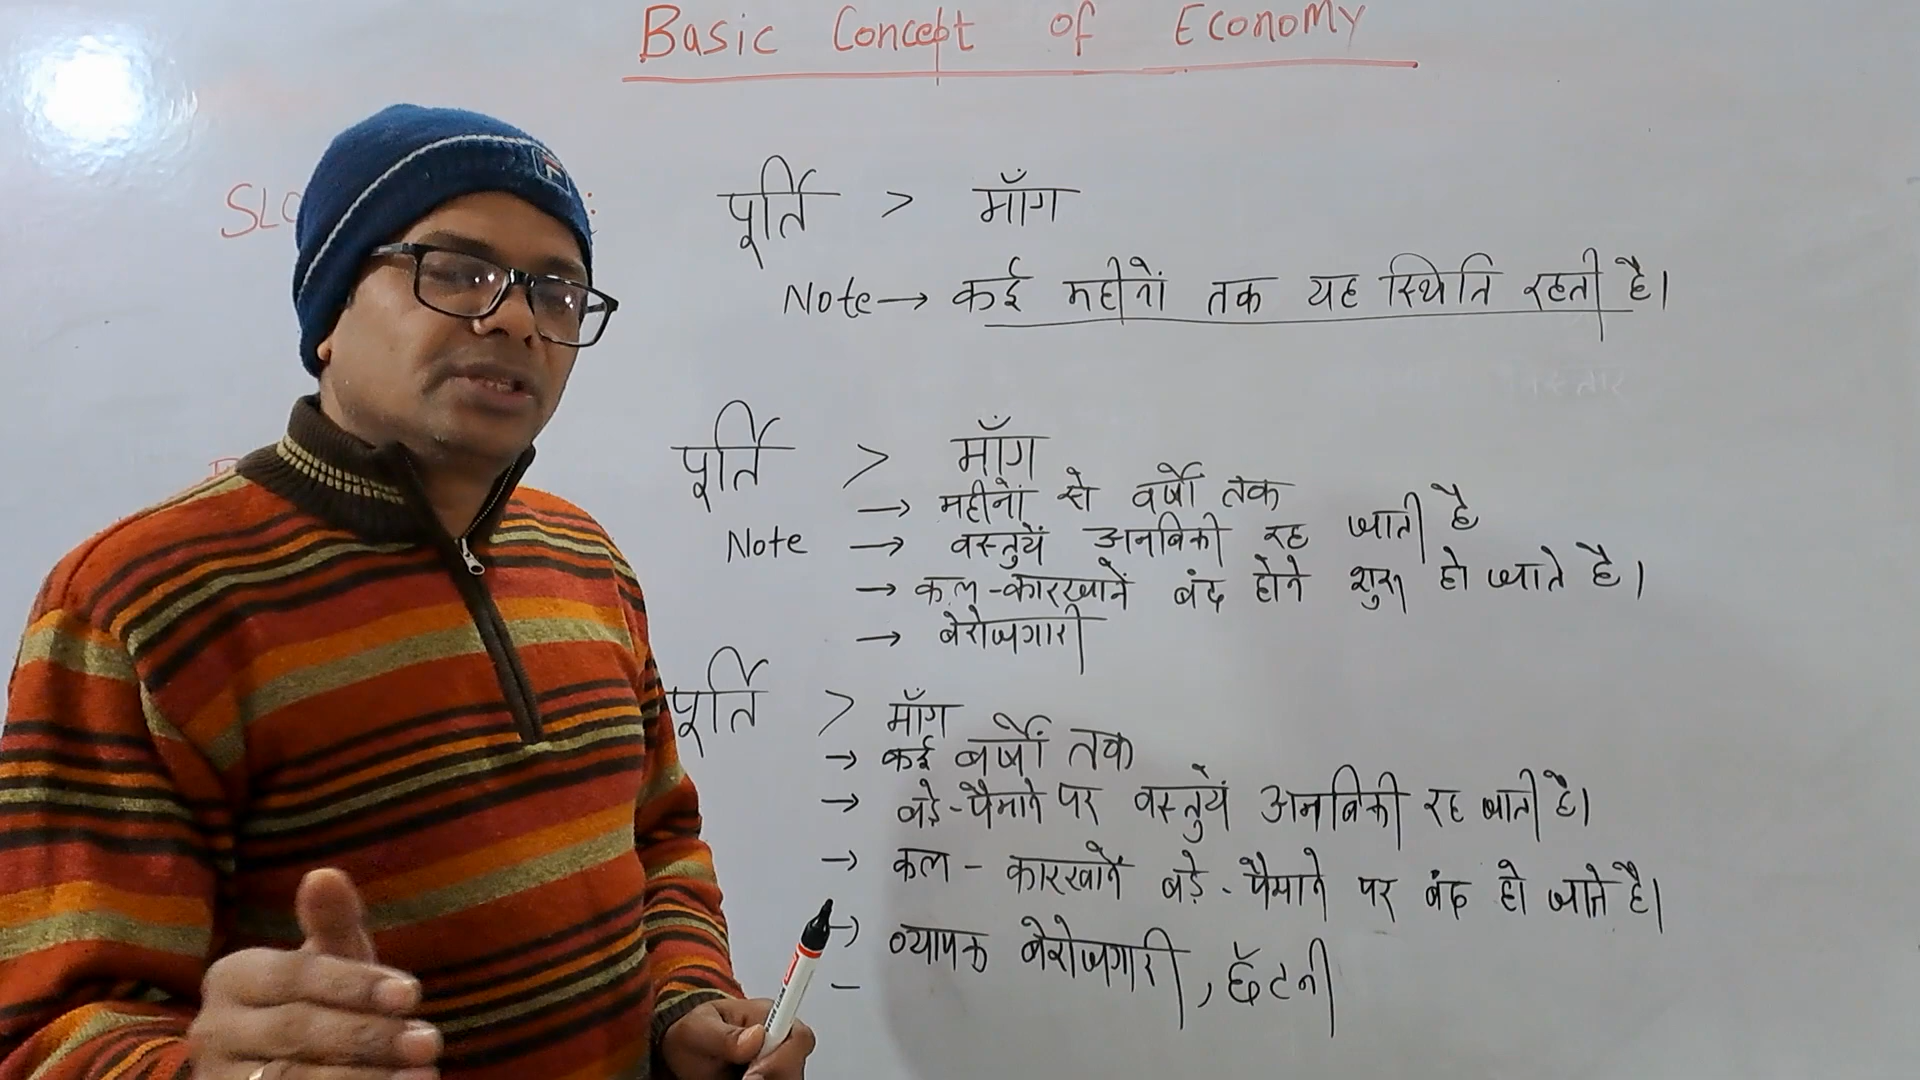 Basic Concept of Economy
पूर्ति > माँग
Note → कई महीनों तक यह स्थिति रहती है।
पूर्ति > माँग
→ महीनों से वर्षों तक
Note → वस्तुयें अनबिकी रह जाती है
→ कल-कारखानें बंद होने शुरू हो जाते है।
→ बेरोजगारी
पूर्ति > माँग
→ कई वर्षों तक
→ बड़े-पैमाने पर वस्तुयें अनबिकी रह जाती है।
→ कल - कारखानें बड़े - पैमाने पर बंद हो जाते है।
→ व्यापक बेरोजगारी, छँटनी
-